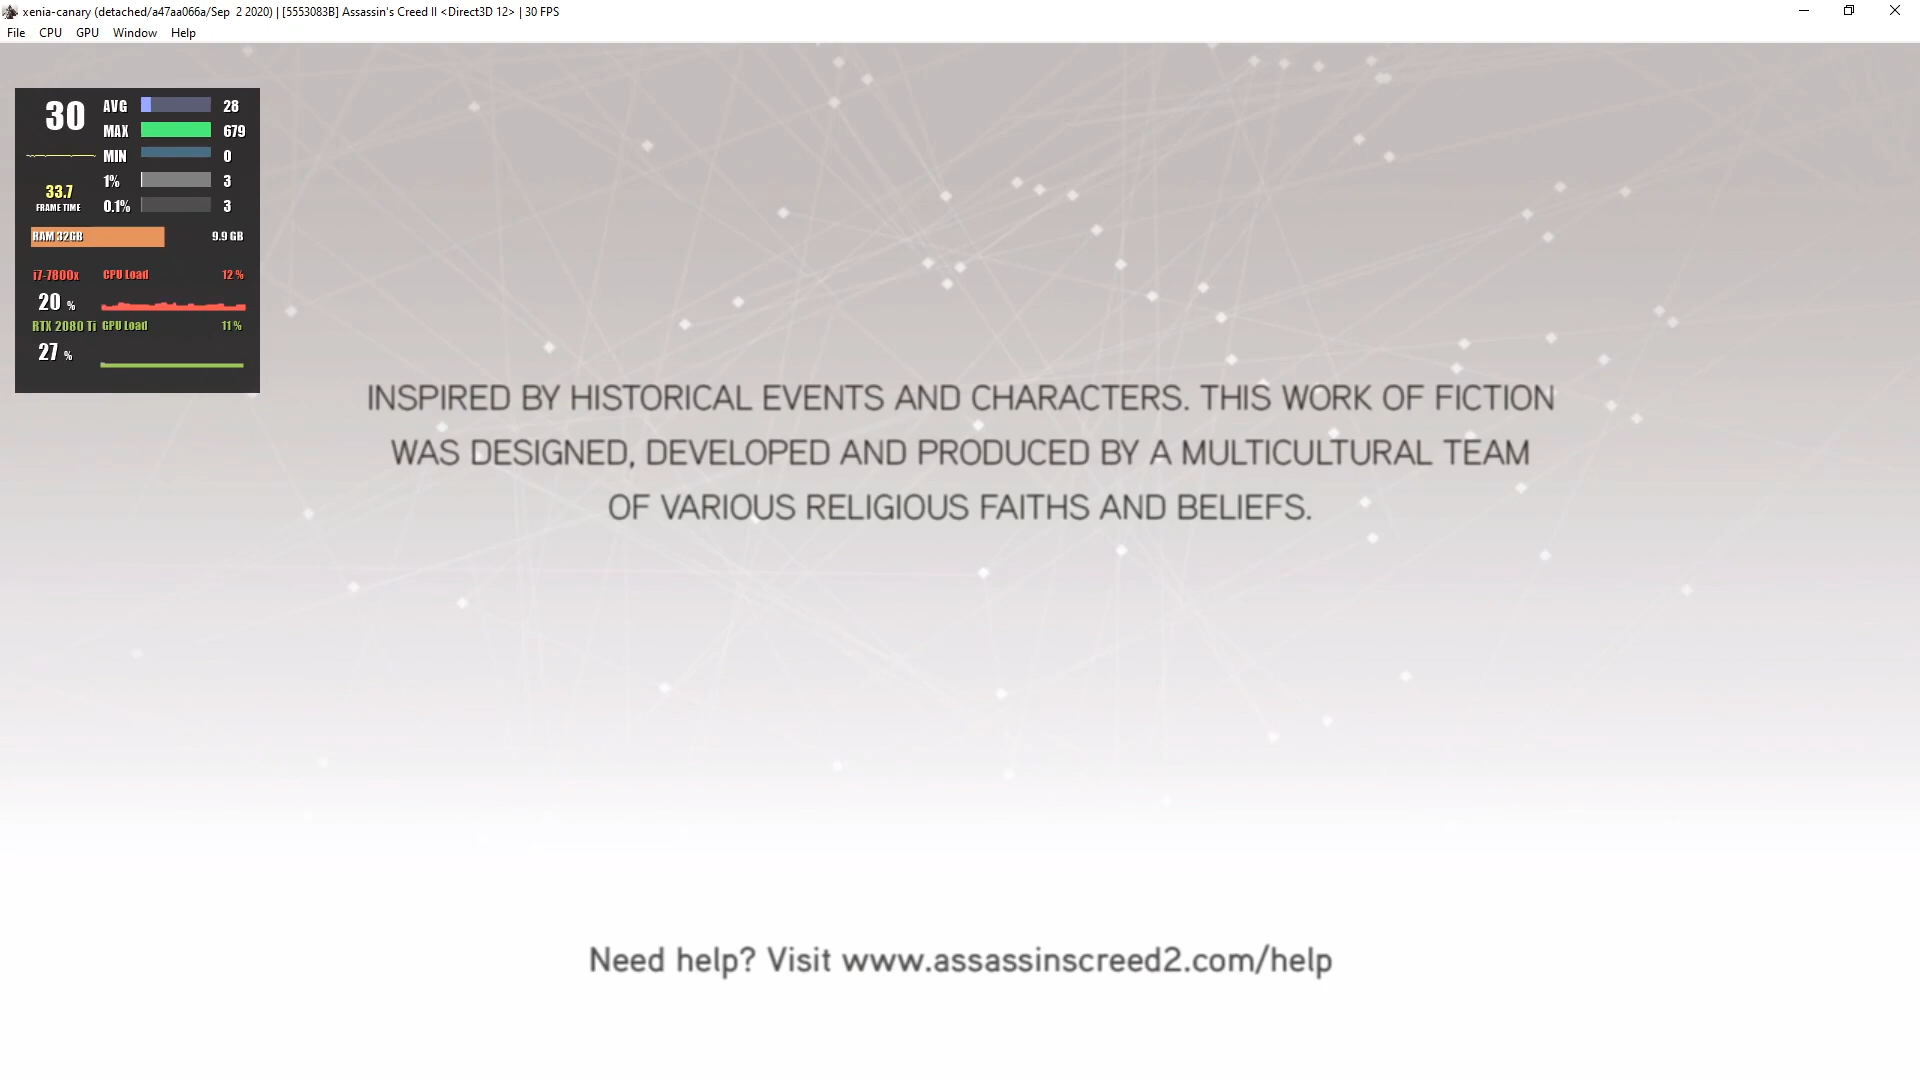 xenia-canary (detached/a47aa066a/Sep  2 2020) | [5553083B] Assassin's Creed II <Direct3D 12> | 30 FPS
File CPU GPU Window Help
30 AVG 28
MAX 679
MIN 0
1% 3
33.7
FRAME TIME 0.1% 3
RAM 32GB 9.9 GB
i7-7800x CPU Load 12 %
20 %
RTX 2080 Ti GPU Load 11 %
27 %
INSPIRED BY HISTORICAL EVENTS AND CHARACTERS. THIS WORK OF FICTION
WAS DESIGNED, DEVELOPED AND PRODUCED BY A MULTICULTURAL TEAM
OF VARIOUS RELIGIOUS FAITHS AND BELIEFS.
Need help? Visit www.assassinscreed2.com/help